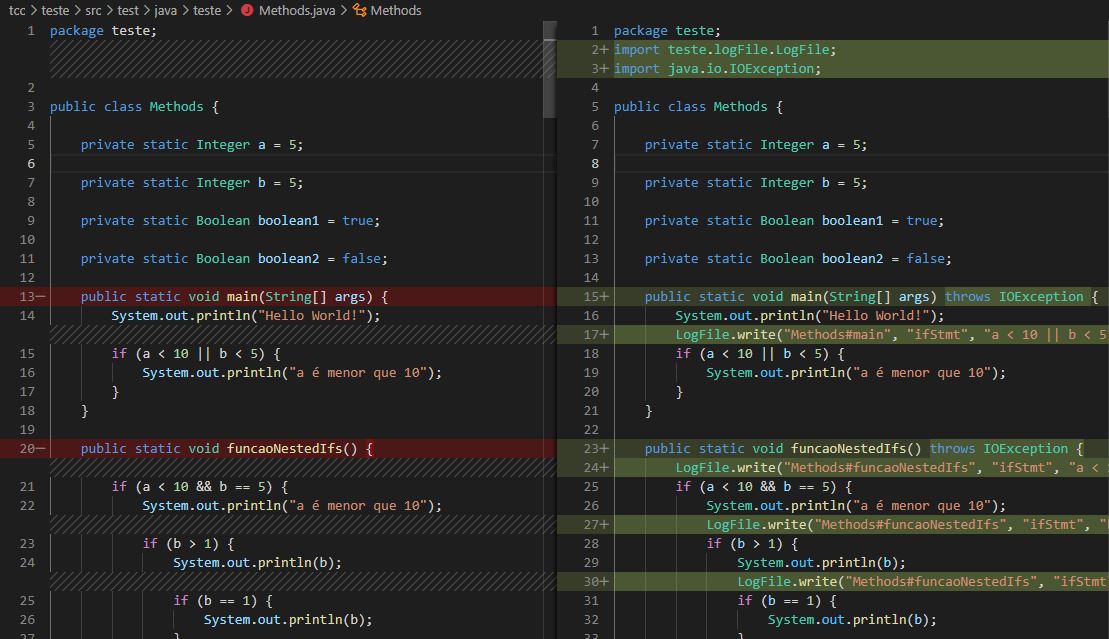 tcc > teste > src > test > java > teste > Methods.java > Methods
1 package teste;
2
3 public class Methods {
4
5 private static Integer a = 5;
6
7 private static Integer b = 5;
8
9 private static Boolean boolean1 = true;
10
11 private static Boolean boolean2 = false;
12
13— public static void main(String[] args) {
14 System.out.println("Hello World!");
15 if (a < 10 || b < 5) {
16 System.out.println("a é menor que 10");
17 }
18 }
19
20— public static void funcaoNestedIfs() {
21 if (a < 10 && b == 5) {
22 System.out.println("a é menor que 10");
23 if (b > 1) {
24 System.out.println(b);
25 if (b == 1) {
26 System.out.println(b);
27 }
1 package teste;
2+ import teste.logFile.LogFile;
3+ import java.io.IOException;
4
5 public class Methods {
6
7 private static Integer a = 5;
8
9 private static Integer b = 5;
10
11 private static Boolean boolean1 = true;
12
13 private static Boolean boolean2 = false;
14
15+ public static void main(String[] args) throws IOException {
16 System.out.println("Hello World!");
17+ LogFile.write("Methods#main", "ifStmt", "a < 10 || b < 5
18 if (a < 10 || b < 5) {
19 System.out.println("a é menor que 10");
20 }
21 }
22
23+ public static void funcaoNestedIfs() throws IOException {
24+ LogFile.write("Methods#funcaoNestedIfs", "ifStmt", "a <
25 if (a < 10 && b == 5) {
26 System.out.println("a é menor que 10");
27+ LogFile.write("Methods#funcaoNestedIfs", "ifStmt", "
28 if (b > 1) {
29 System.out.println(b);
30+ LogFile.write("Methods#funcaoNestedIfs", "ifStmt
31 if (b == 1) {
32 System.out.println(b);
33 }